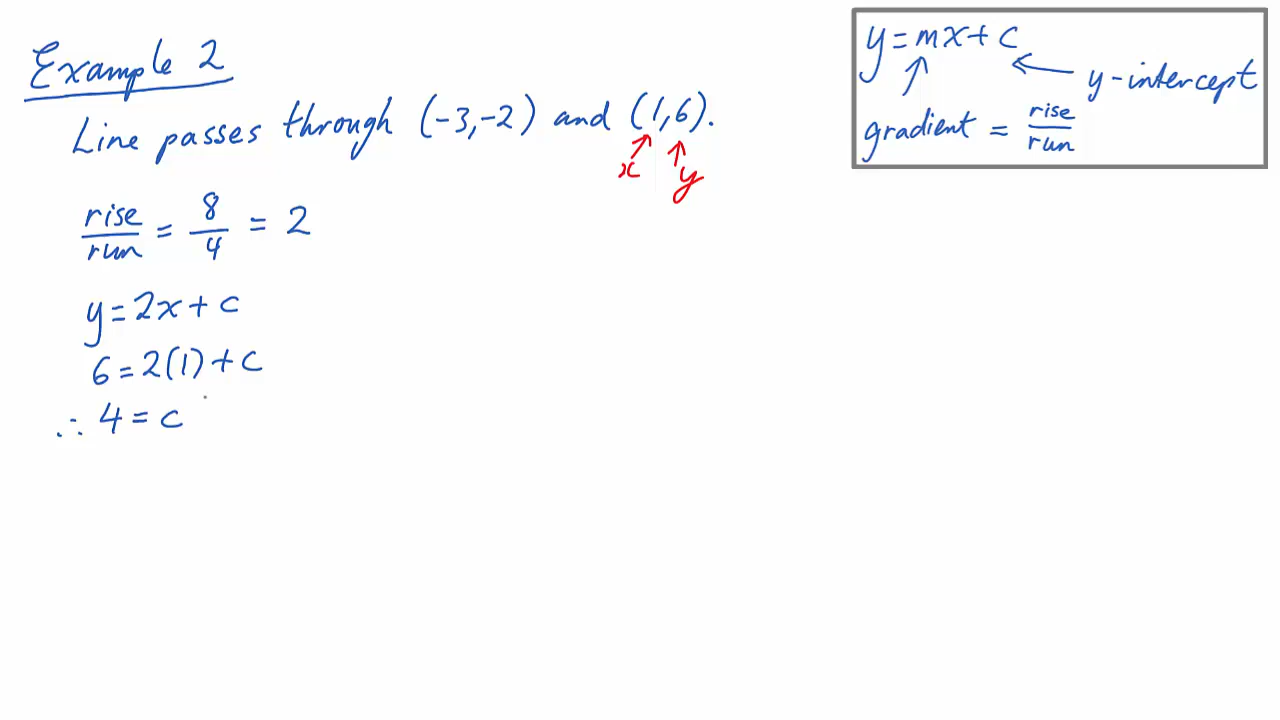 Example 2
Line passes through (-3,-2) and (1,6).
x
y
rise/run = 8/4 = 2
y=2x+c
6=2(1)+c
∴ 4=c
y=mx+c
y-intercept
gradient = rise/run